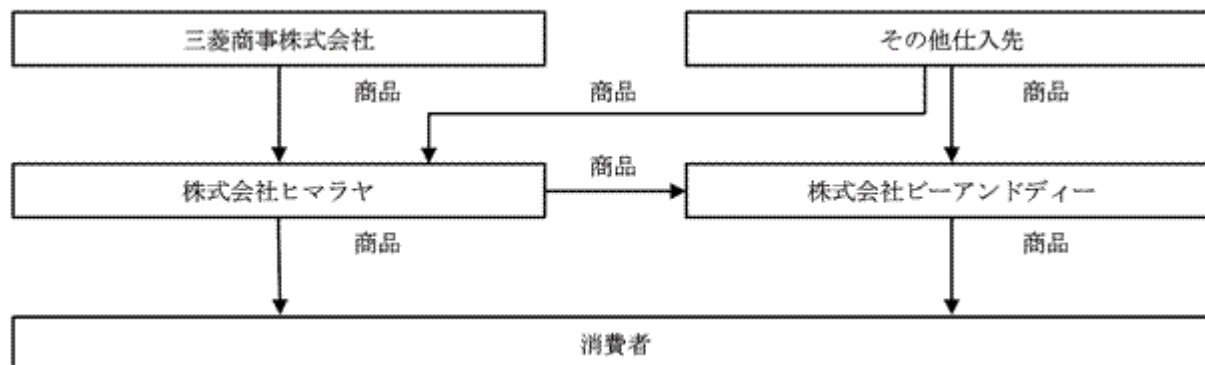 三菱商事株式会社
その他仕入先
商品
商品
商品
株式会社ヒマラヤ
商品
株式会社ビーアンドディー
商品
商品
消費者